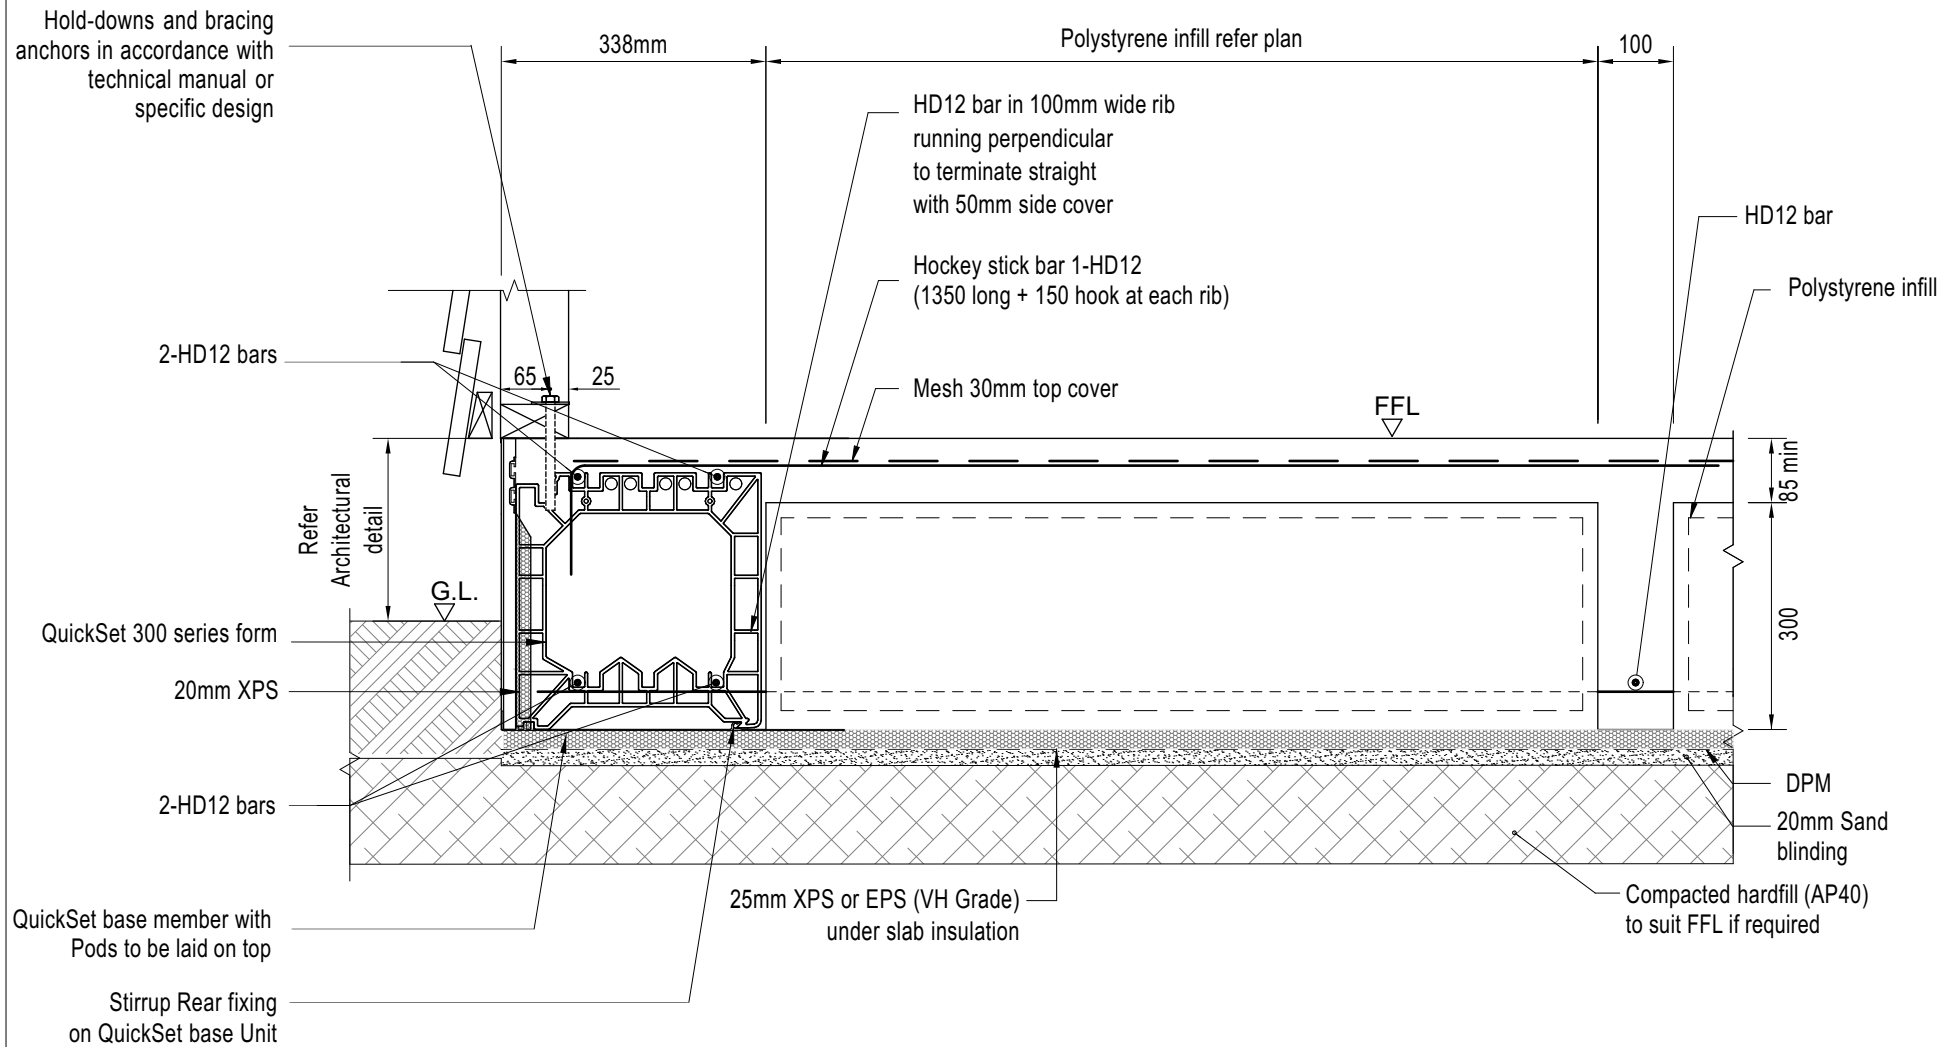 Hold-downs and bracing
anchors in accordance with
technical manual or
specific design
338mm
Polystyrene infill refer plan
100
HD12 bar in 100mm wide rib
running perpendicular
to terminate straight
with 50mm side cover
HD12 bar
Hockey stick bar 1-HD12
(1350 long + 150 hook at each rib)
Polystyrene infill
2-HD12 bars
65
25
Mesh 30mm top cover
FFL
85 min
Refer
Architectural
detail
G.L.
300
QuickSet 300 series form
20mm XPS
2-HD12 bars
DPM
20mm Sand
blinding
25mm XPS or EPS (VH Grade)
under slab insulation
Compacted hardfill (AP40)
to suit FFL if required
QuickSet base member with
Pods to be laid on top
Stirrup Rear fixing
on QuickSet base Unit